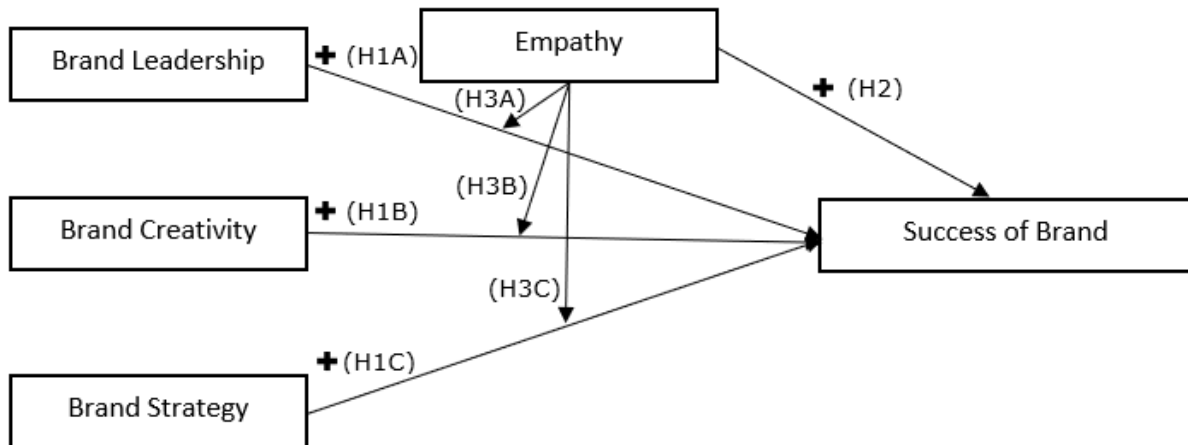 Empathy
Brand Leadership
✚ (H1A)
✚ (H2)
(H3A)
(H3B)
✚ (H1B)
Brand Creativity
Success of Brand
(H3C)
✚ (H1C)
Brand Strategy